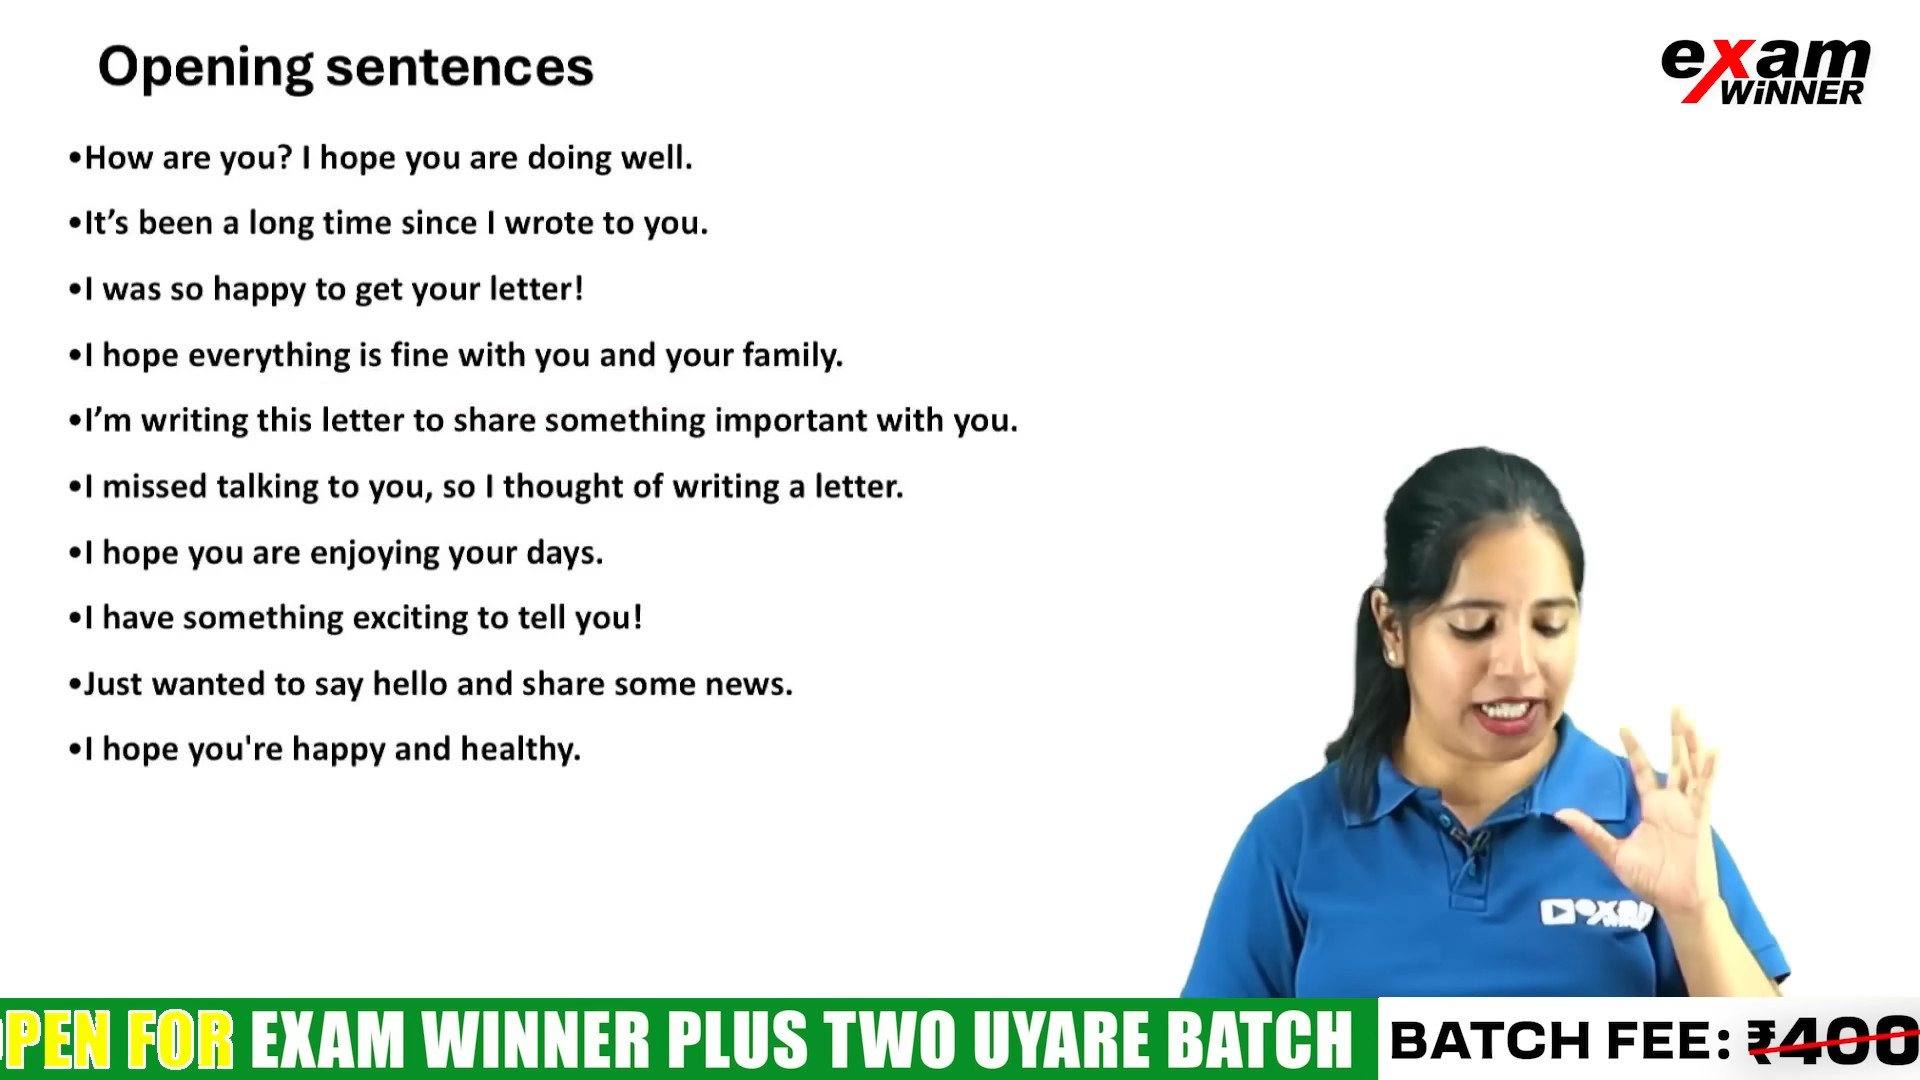 Opening sentences
exam
WiNNER
•How are you? I hope you are doing well.
•It’s been a long time since I wrote to you.
•I was so happy to get your letter!
•I hope everything is fine with you and your family.
•I’m writing this letter to share something important with you.
•I missed talking to you, so I thought of writing a letter.
•I hope you are enjoying your days.
•I have something exciting to tell you!
•Just wanted to say hello and share some news.
•I hope you're happy and healthy.
PEN FOR EXAM WINNER PLUS TWO UYARE BATCH BATCH FEE: ₹400